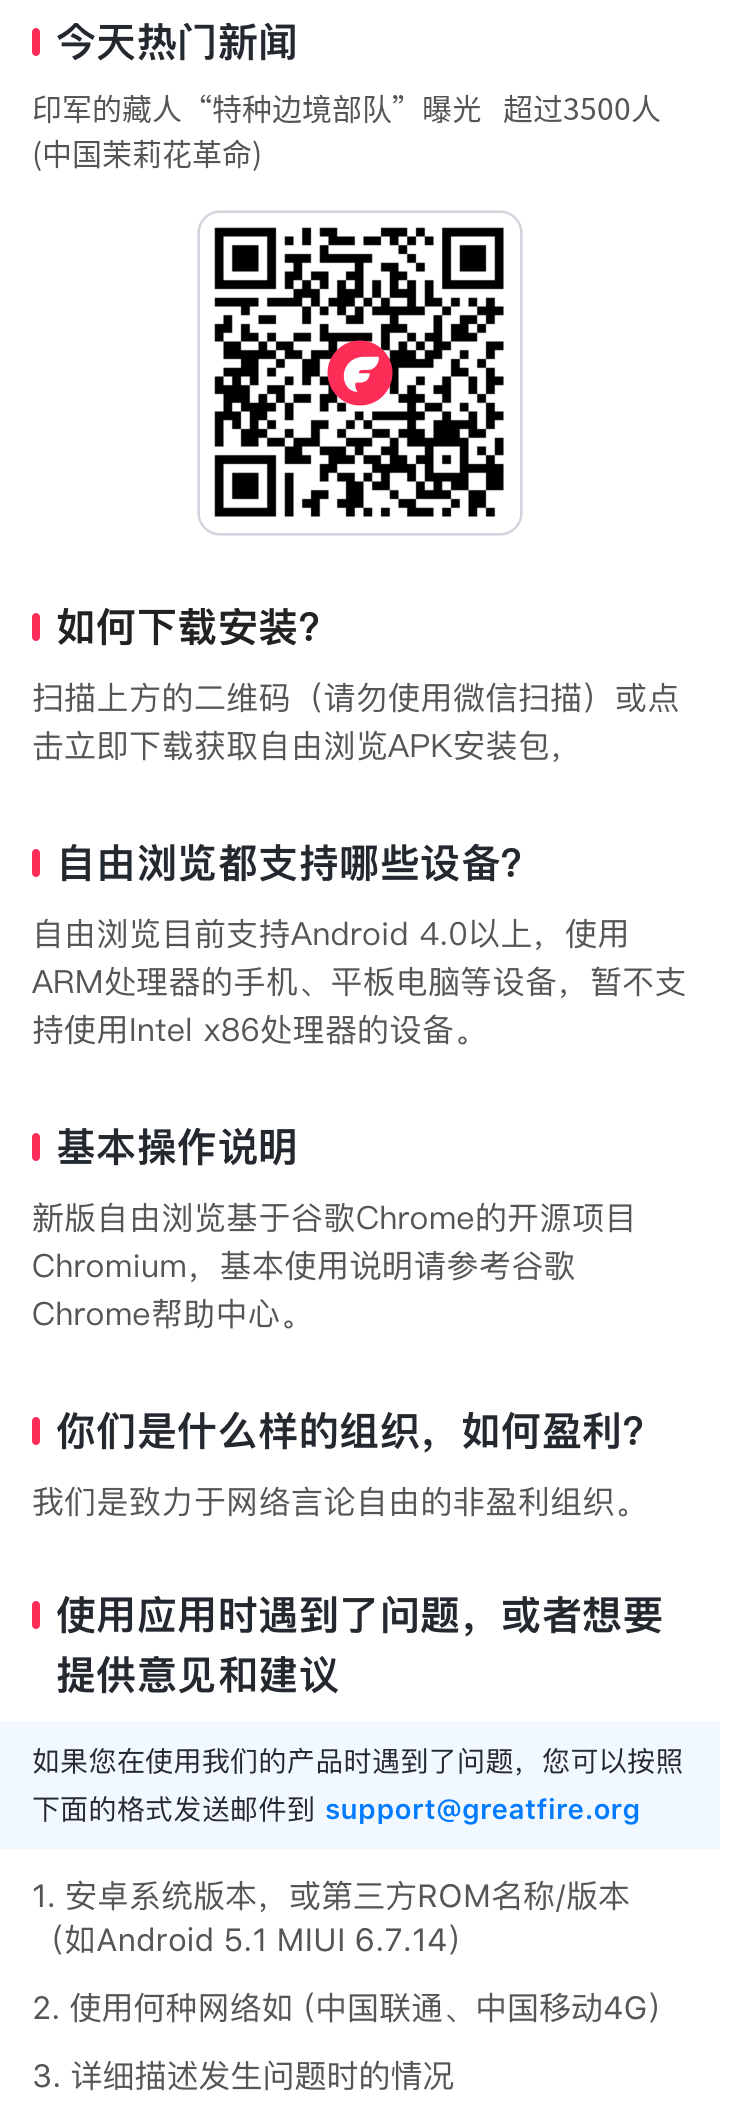 今天热门新闻
印军的藏人“特种边境部队”曝光 超过3500人
(中国茉莉花革命)
如何下载安装?
扫描上方的二维码（请勿使用微信扫描）或点
击立即下载获取自由浏览APK安装包，
自由浏览都支持哪些设备?
自由浏览目前支持Android 4.0以上，使用
ARM处理器的手机、平板电脑等设备，暂不支
持使用Intel x86处理器的设备。
基本操作说明
新版自由浏览基于谷歌Chrome的开源项目
Chromium，基本使用说明请参考谷歌
Chrome帮助中心。
你们是什么样的组织，如何盈利?
我们是致力于网络言论自由的非盈利组织。
使用应用时遇到了问题，或者想要
提供意见和建议
如果您在使用我们的产品时遇到了问题，您可以按照
下面的格式发送邮件到 support@greatfire.org
1. 安卓系统版本，或第三方ROM名称/版本
（如Android 5.1 MIUI 6.7.14）
2. 使用何种网络如 (中国联通、中国移动4G）
3. 详细描述发生问题时的情况